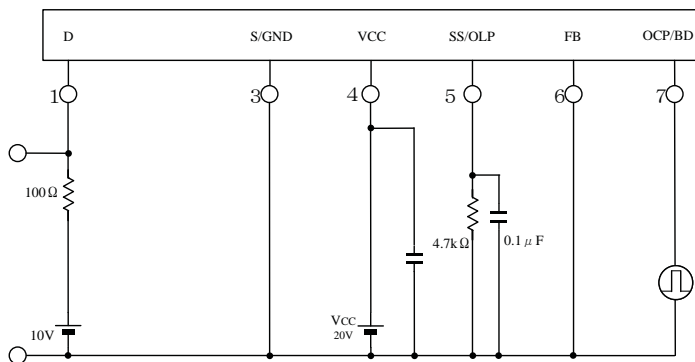 D S/GND VCC SS/OLP FB OCP/BD
1 3 4 5 6 7
100Ω
4.7kΩ 0.1μF
10V
VCC
20V